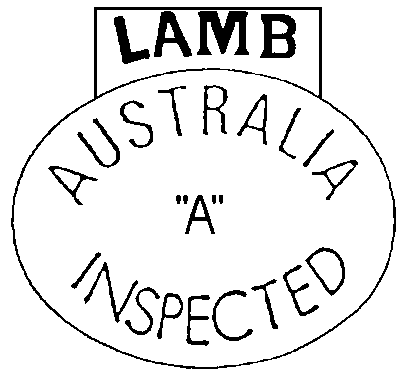 LAMB
AUSTRALIA
"A"
INSPECTED